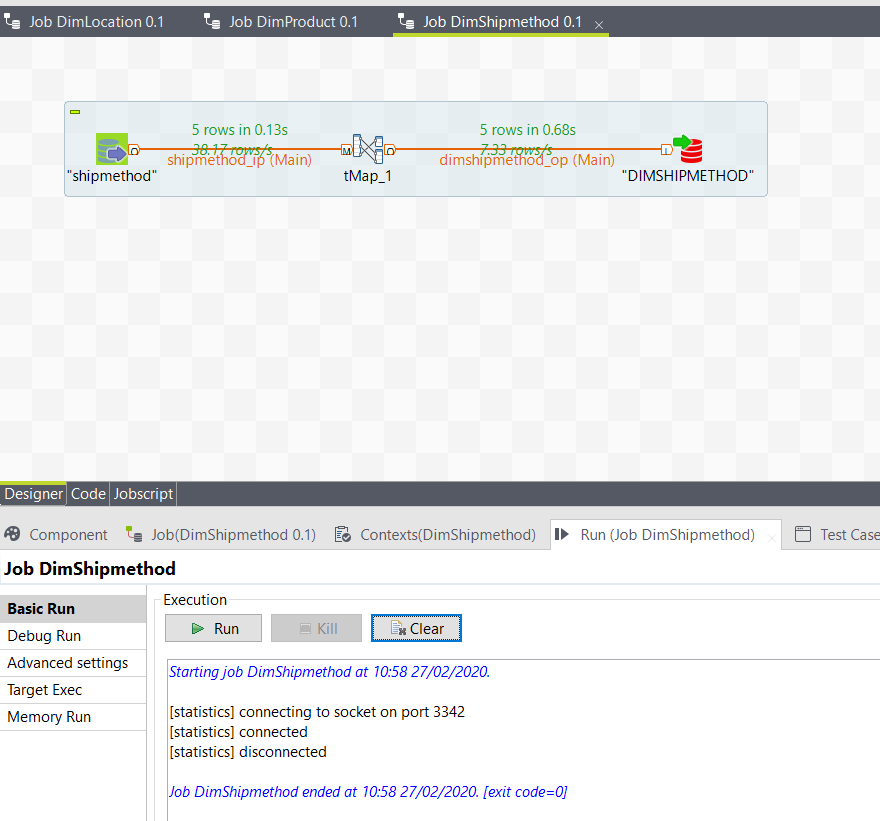 Job DimLocation 0.1
Job DimProduct 0.1
Job DimShipmethod 0.1
5 rows in 0.13s
5 rows in 0.68s
38.17 rows/s
7.33 rows/s
shipmethod_ip (Main)
dimshipmethod_op (Main)
"shipmethod"
tMap_1
"DIMSHIPMETHOD"
Designer
Code
Jobscript
Component
Job(DimShipmethod 0.1)
Contexts(DimShipmethod)
Run (Job DimShipmethod)
Test Case
Job DimShipmethod
Basic Run
Debug Run
Advanced settings
Target Exec
Memory Run
Execution
Run
Kill
Clear
Starting job DimShipmethod at 10:58 27/02/2020.
[statistics] connecting to socket on port 3342
[statistics] connected
[statistics] disconnected
Job DimShipmethod ended at 10:58 27/02/2020. [exit code=0]